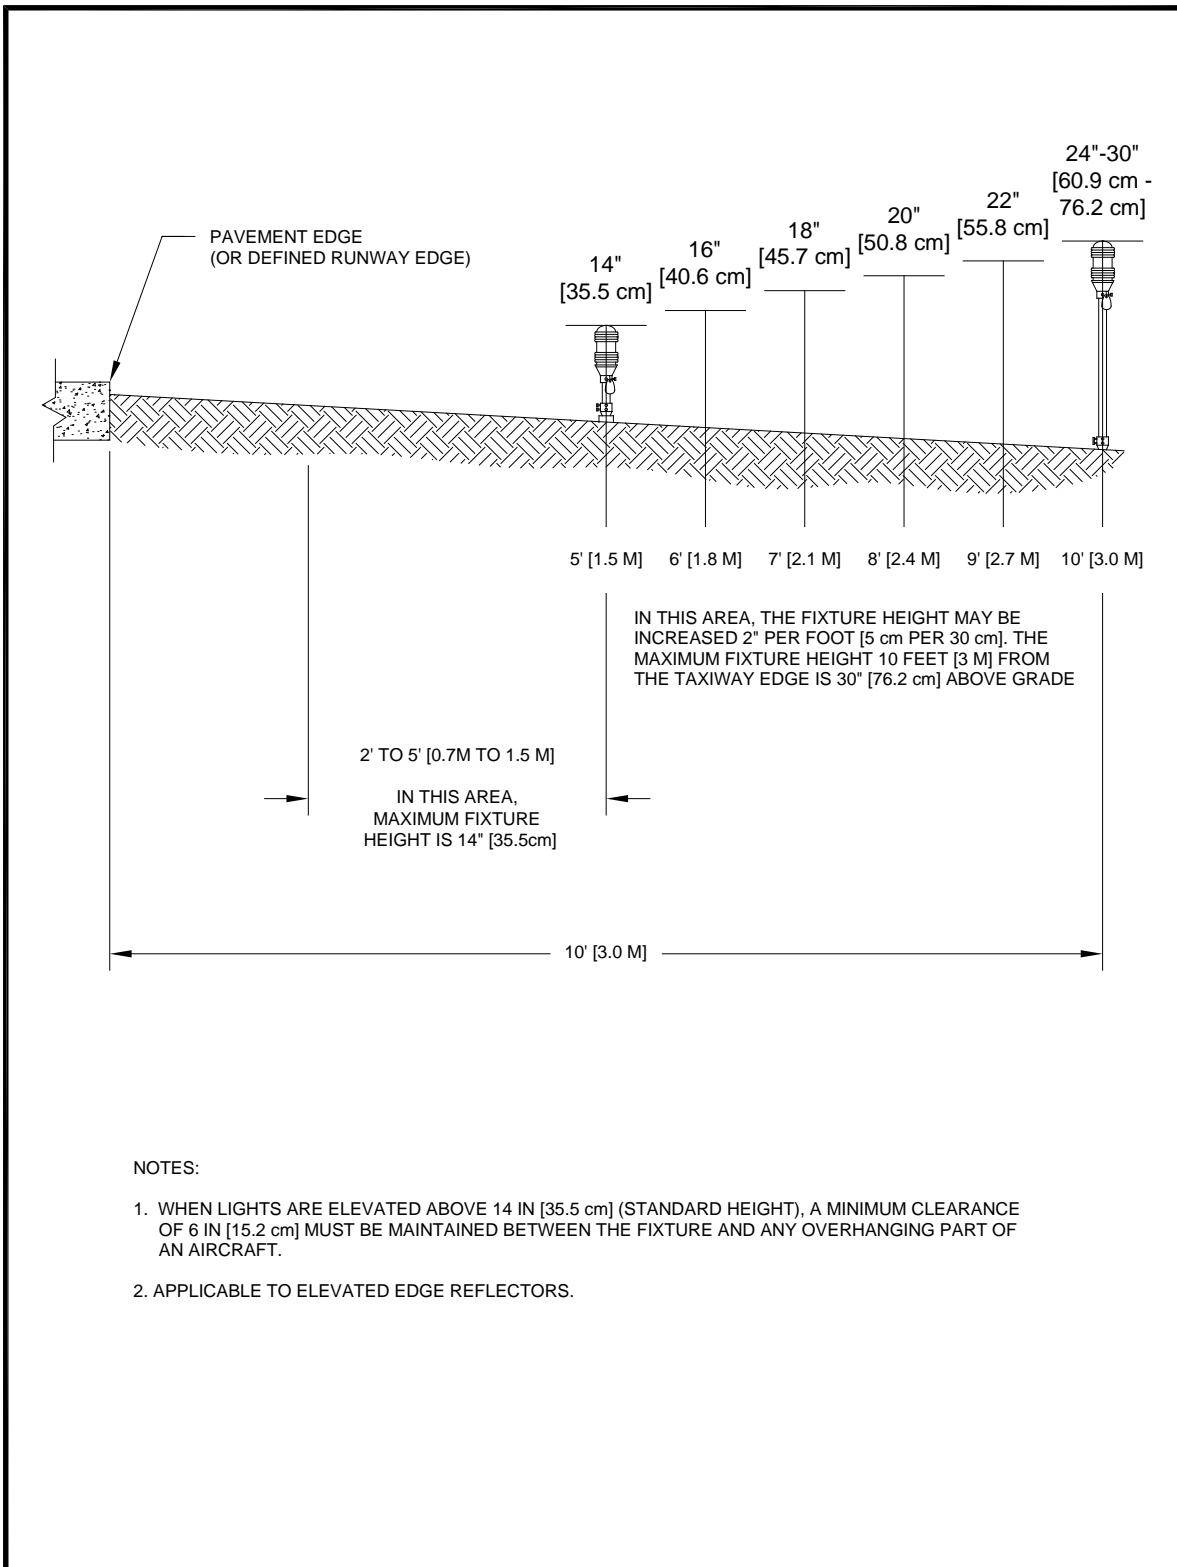 24"-30"
[60.9 cm -
76.2 cm]
22"
[55.8 cm]
20"
[50.8 cm]
18"
[45.7 cm]
16"
[40.6 cm]
14"
[35.5 cm]
PAVEMENT EDGE
(OR DEFINED RUNWAY EDGE)
5' [1.5 M] 6' [1.8 M] 7' [2.1 M] 8' [2.4 M] 9' [2.7 M] 10' [3.0 M]
IN THIS AREA, THE FIXTURE HEIGHT MAY BE
INCREASED 2" PER FOOT [5 cm PER 30 cm]. THE
MAXIMUM FIXTURE HEIGHT 10 FEET [3 M] FROM
THE TAXIWAY EDGE IS 30" [76.2 cm] ABOVE GRADE
2' TO 5' [0.7M TO 1.5 M]
IN THIS AREA,
MAXIMUM FIXTURE
HEIGHT IS 14" [35.5cm]
10' [3.0 M]
NOTES:
1. WHEN LIGHTS ARE ELEVATED ABOVE 14 IN [35.5 cm] (STANDARD HEIGHT), A MINIMUM CLEARANCE
OF 6 IN [15.2 cm] MUST BE MAINTAINED BETWEEN THE FIXTURE AND ANY OVERHANGING PART OF
AN AIRCRAFT.
2. APPLICABLE TO ELEVATED EDGE REFLECTORS.